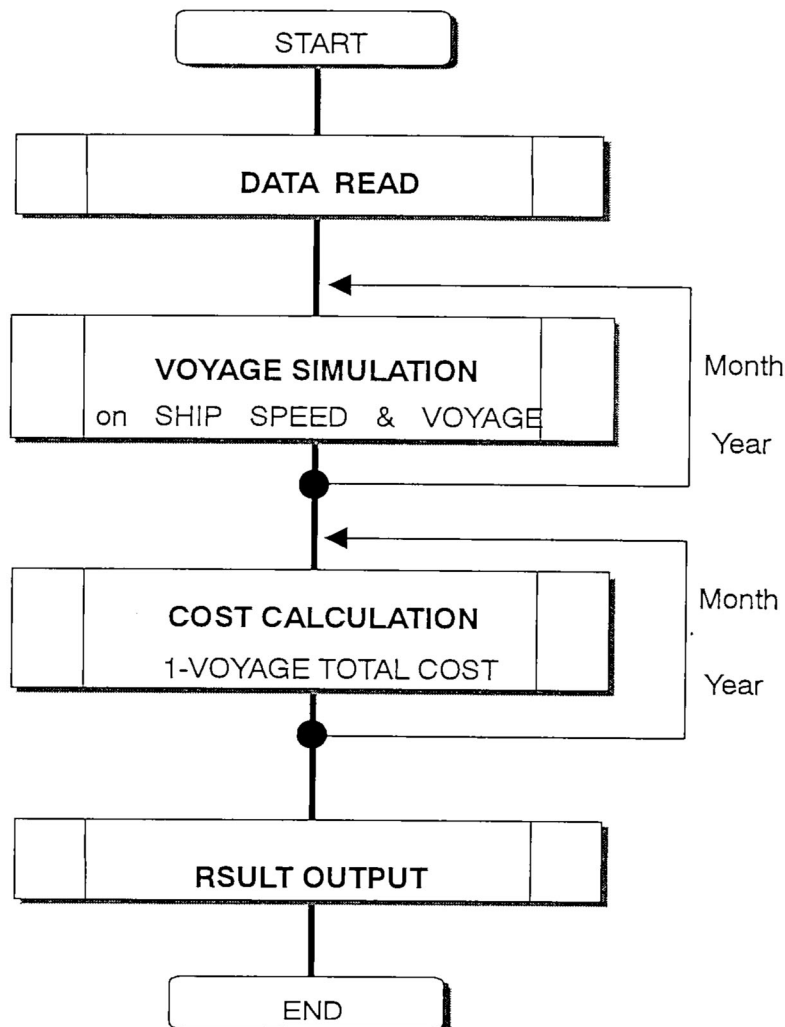 START
DATA READ
VOYAGE SIMULATION
on SHIP SPEED & VOYAGE
Month
Year
COST CALCULATION
1-VOYAGE TOTAL COST
Month
Year
RSULT OUTPUT
END